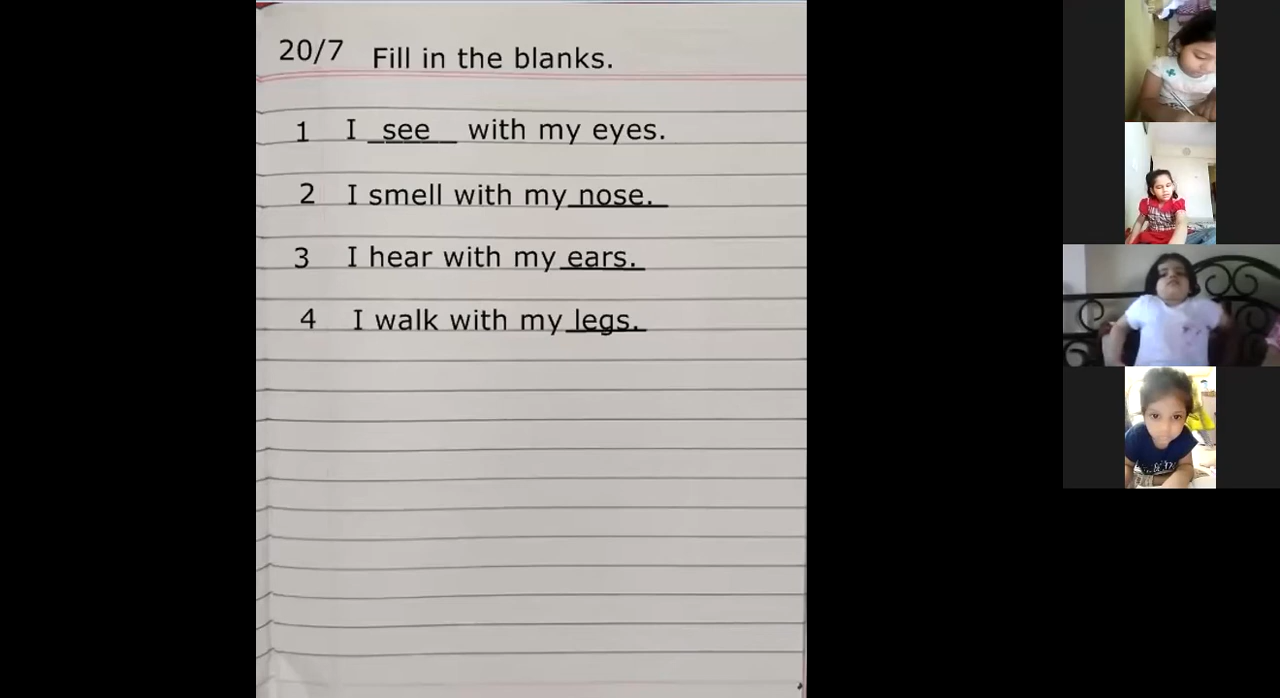 20/7 Fill in the blanks.
1 I see with my eyes.
2 I smell with my nose.
3 I hear with my ears.
4 I walk with my legs.